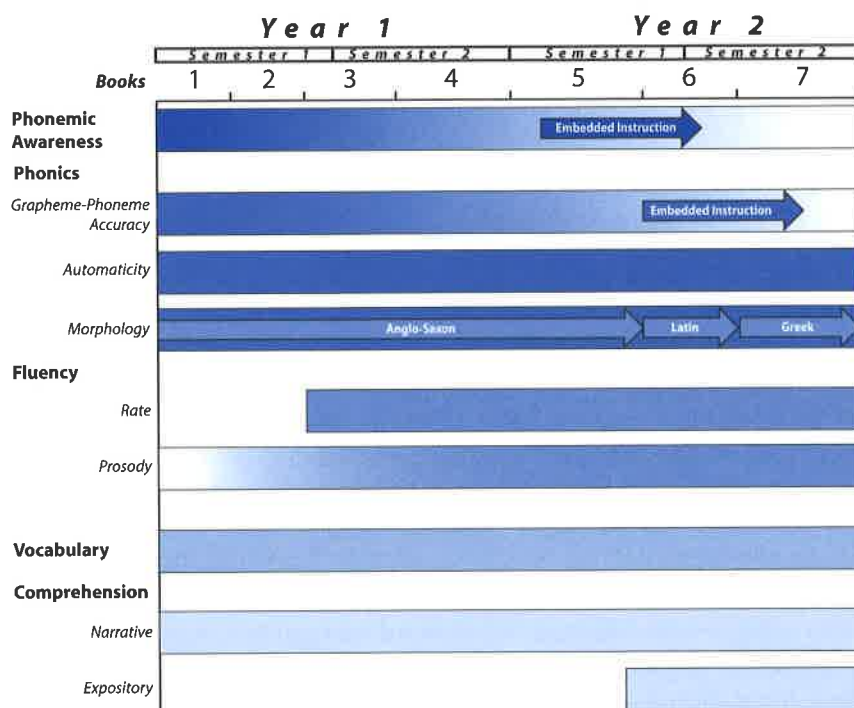 Year 1 Year 2
Semester 1 Semester 2 Semester 1 Semester 2
Books 1 2 3 4 5 6 7
Phonemic
Awareness
Embedded Instruction
Phonics
Grapheme-Phoneme
Accuracy
Embedded Instruction
Automaticity
Morphology Anglo-Saxon Latin Greek
Fluency
Rate
Prosody
Vocabulary
Comprehension
Narrative
Expository